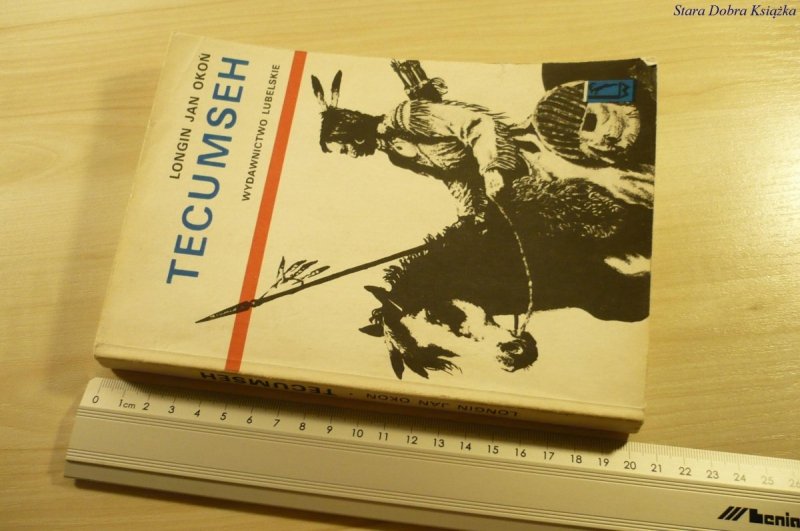 Stara Dobra Książka
LONGIN JAN OKOŃ
TECUMSEH
WYDAWNICTWO LUBELSKIE
LONGIN JAN OKOŃ · TECUMSEH
0 1cm 2 3 4 5 6 7 8 9 10 11 12 13 14 15 16 17 18 19 20 21 22 23 24 25 26